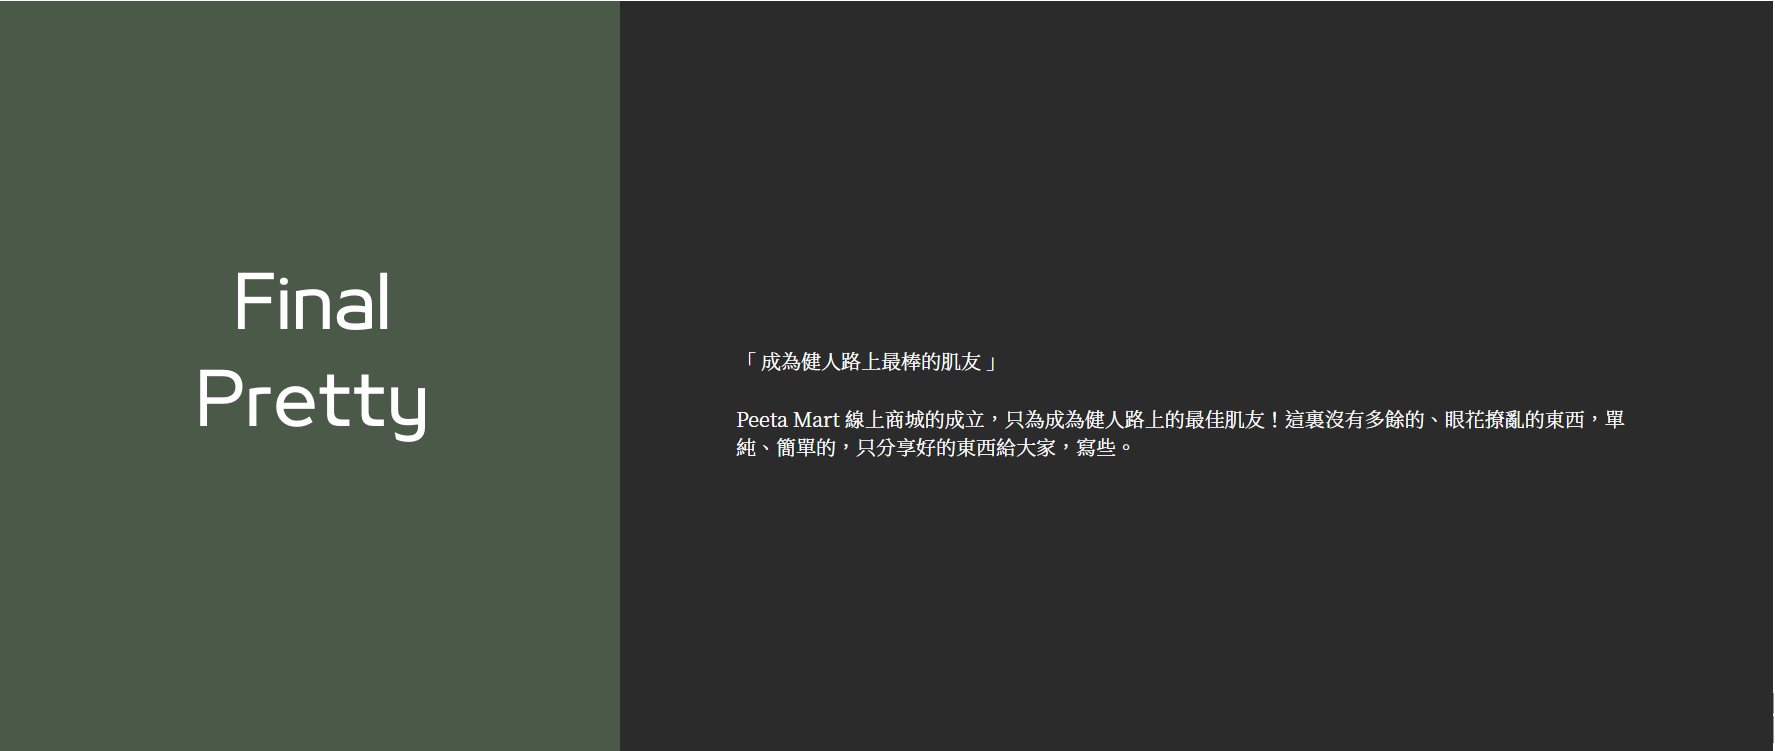 Final
Pretty
「 成為健人路上最棒的肌友 」
Peeta Mart 線上商城的成立，只為成為健人路上的最佳肌友！這裏沒有多餘的、眼花撩亂的東西，單
純、簡單的，只分享好的東西給大家，寫些。